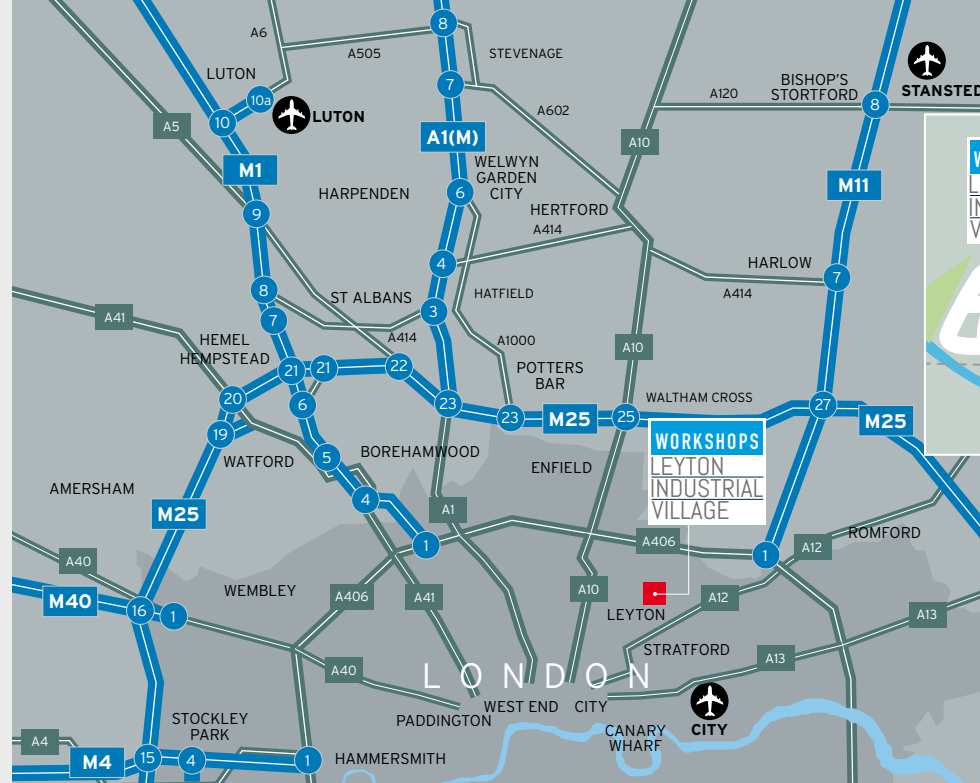 8
A6
A505
STEVENAGE
LUTON
7
10a
LUTON
10
A5
A602
BISHOP'S
STORTFORD
A120
8
STANSTED
A1(M)
A10
M1
WELWYN
GARDEN
CITY
HARPENDEN
6
M11
9
HERTFORD
A414
4
HARLOW
7
8
ST ALBANS
HATFIELD
A414
3
A41
7
A414
A1000
HEMEL
HEMPSTEAD
A10
21
21
22
POTTERS
BAR
20
6
23
23
M25
25
WALTHAM CROSS
27
M25
19
WATFORD
5
BOREHAMWOOD
ENFIELD
WORKSHOPS
LEYTON
INDUSTRIAL
VILLAGE
AMERSHAM
4
M25
A1
1
A406
1
A12
ROMFORD
A40
M40
16
1
WEMBLEY
A406
A41
A10
LEYTON
A12
A13
STRATFORD
A13
A40
LONDON
PADDINGTON
WEST END
CITY
CITY
STOCKLEY
PARK
CANARY
WHARF
A4
M4
15
4
1
HAMMERSMITH